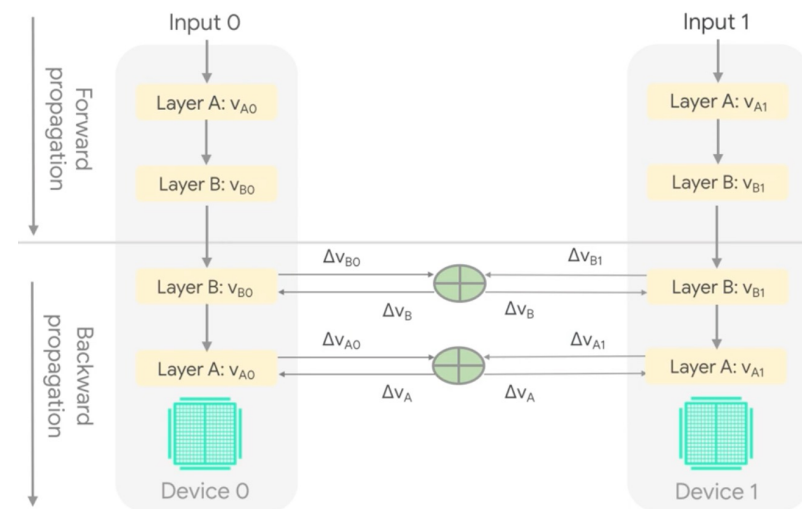 Input 0
Input 1
Forward
propagation
Layer A: vA0
Layer A: vA1
Layer B: vB0
Layer B: vB1
ΔvB0
ΔvB1
Layer B: vB0
Layer B: vB1
ΔvB
ΔvB
Backward
propagation
ΔvA0
ΔvA1
Layer A: vA0
Layer A: vA1
ΔvA
ΔvA
Device 0
Device 1